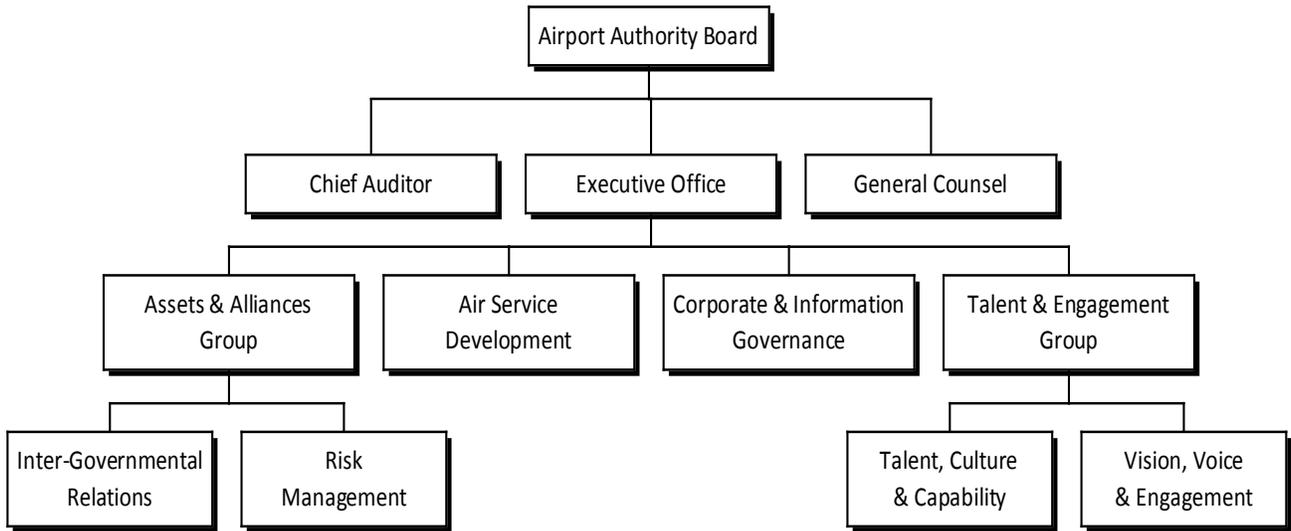 Airport Authority Board
Chief Auditor
Executive Office
General Counsel
Assets & Alliances
Group
Air Service
Development
Corporate & Information
Governance
Talent & Engagement
Group
Inter-Governmental
Relations
Risk
Management
Talent, Culture
& Capability
Vision, Voice
& Engagement